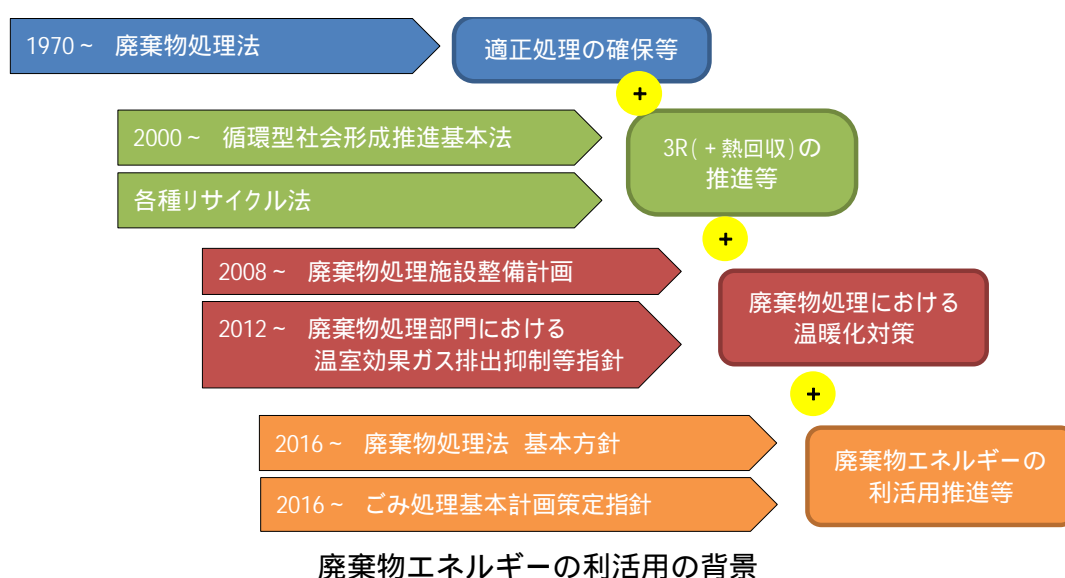 1970~ 廃棄物処理法
適正処理の確保等
+
2000~ 循環型社会形成推進基本法
各種リサイクル法
3R(+熱回収)の
推進等
+
2008~ 廃棄物処理施設整備計画
2012~ 廃棄物処理部門における
温室効果ガス排出抑制等指針
廃棄物処理における
温暖化対策
+
2016~ 廃棄物処理法 基本方針
2016~ ごみ処理基本計画策定指針
廃棄物エネルギーの
利活用推進等
廃棄物エネルギーの利活用の背景